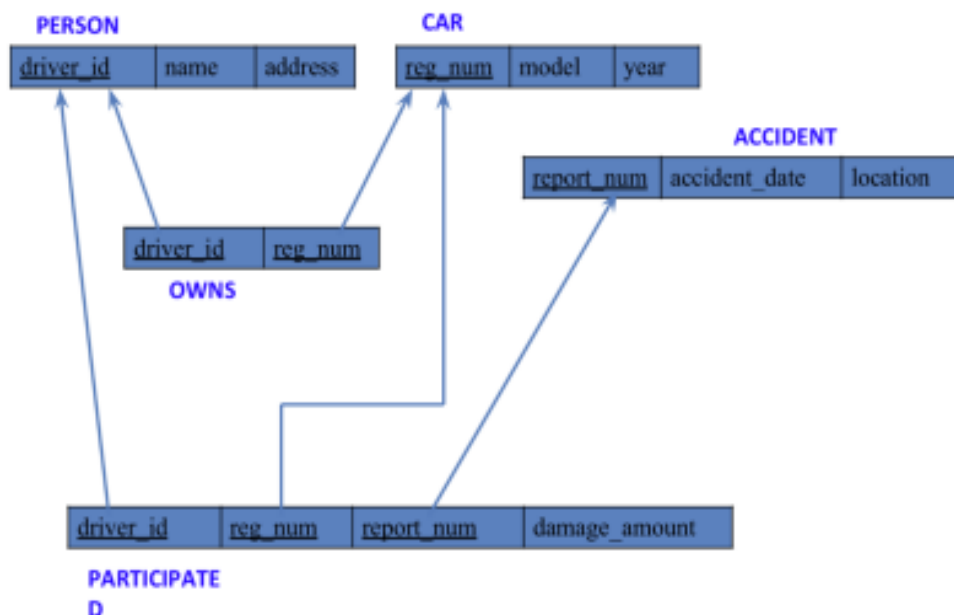 PERSON
driver_id name address
CAR
reg_num model year
ACCIDENT
report_num accident_date location
driver_id reg_num
OWNS
driver_id reg_num report_num damage_amount
PARTICIPATE
D